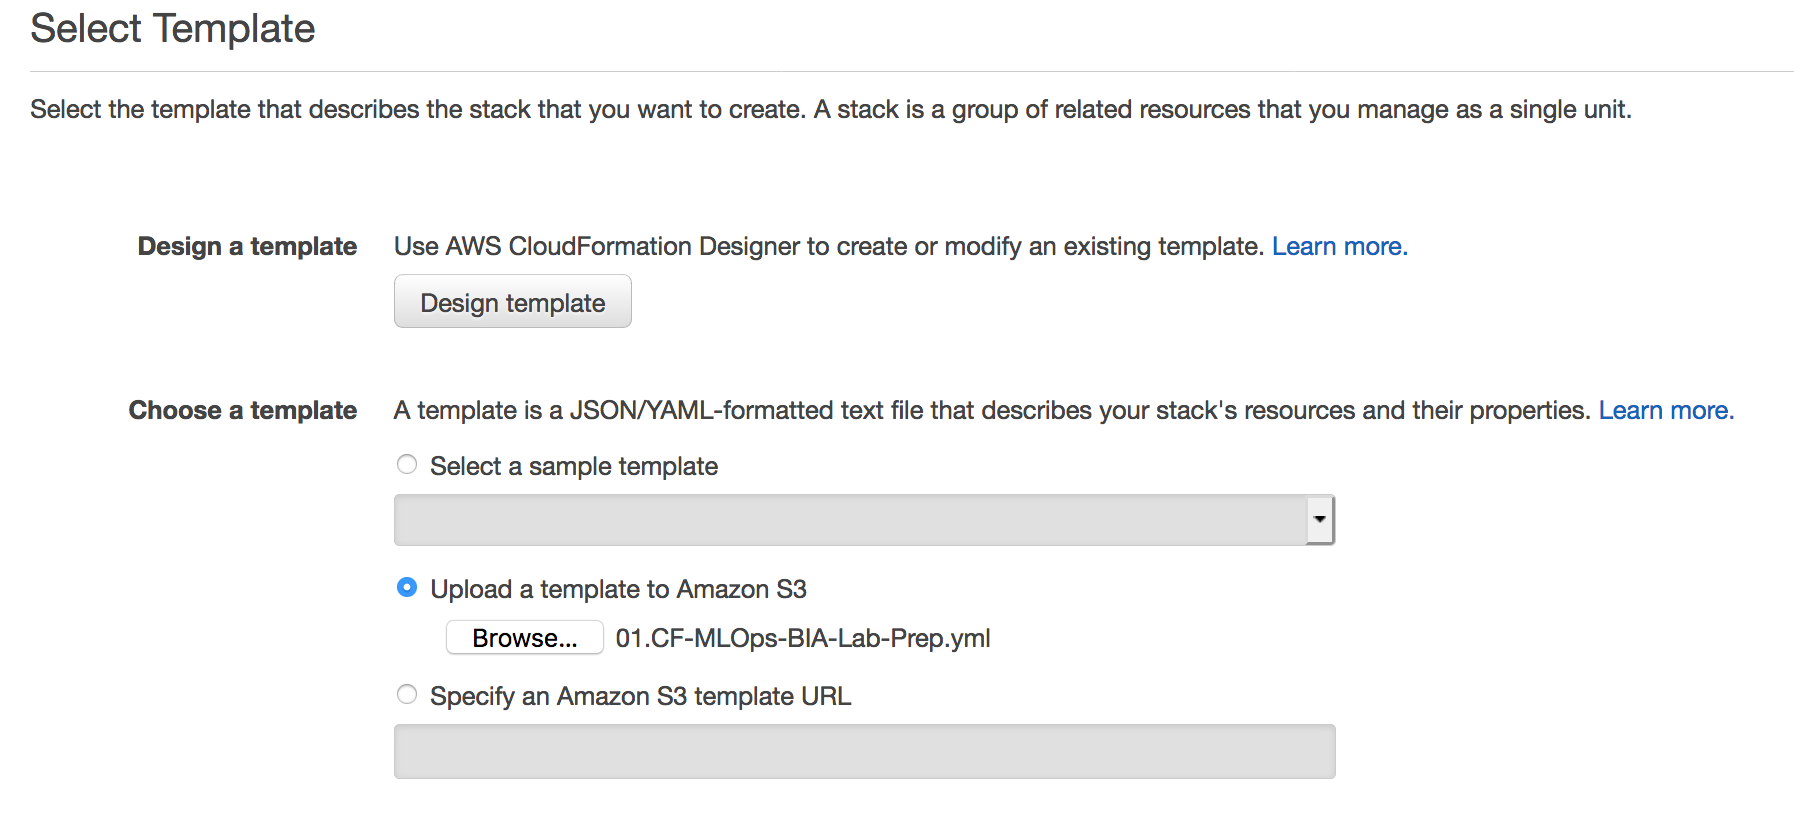 Select Template
Select the template that describes the stack that you want to create. A stack is a group of related resources that you manage as a single unit.
Design a template
Use AWS CloudFormation Designer to create or modify an existing template. Learn more.
Design template
Choose a template
A template is a JSON/YAML-formatted text file that describes your stack's resources and their properties. Learn more.
Select a sample template
Upload a template to Amazon S3
Browse... 01.CF-MLOps-BIA-Lab-Prep.yml
Specify an Amazon S3 template URL